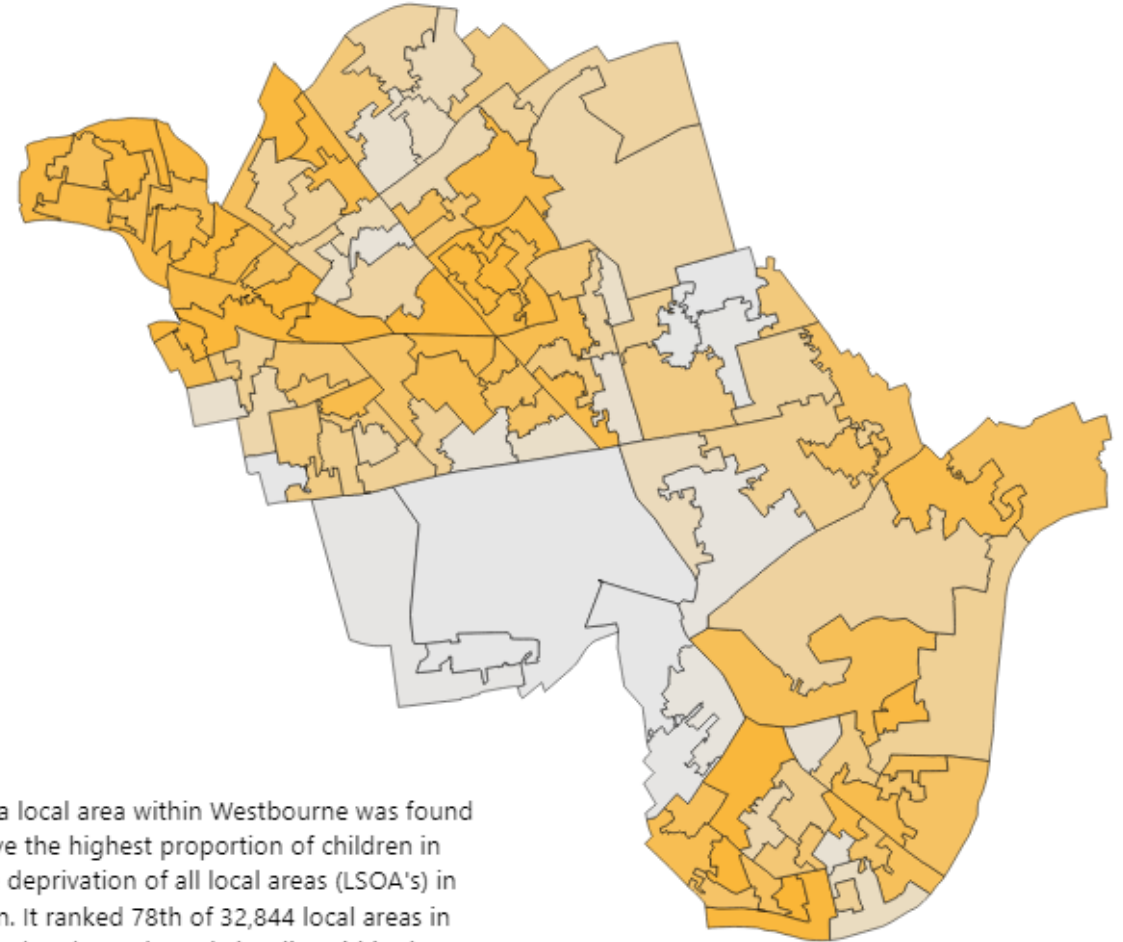 a local area within Westbourne was found
ve the highest proportion of children in
deprivation of all local areas (LSOA's) in
It ranked 78th of 32,844 local areas in